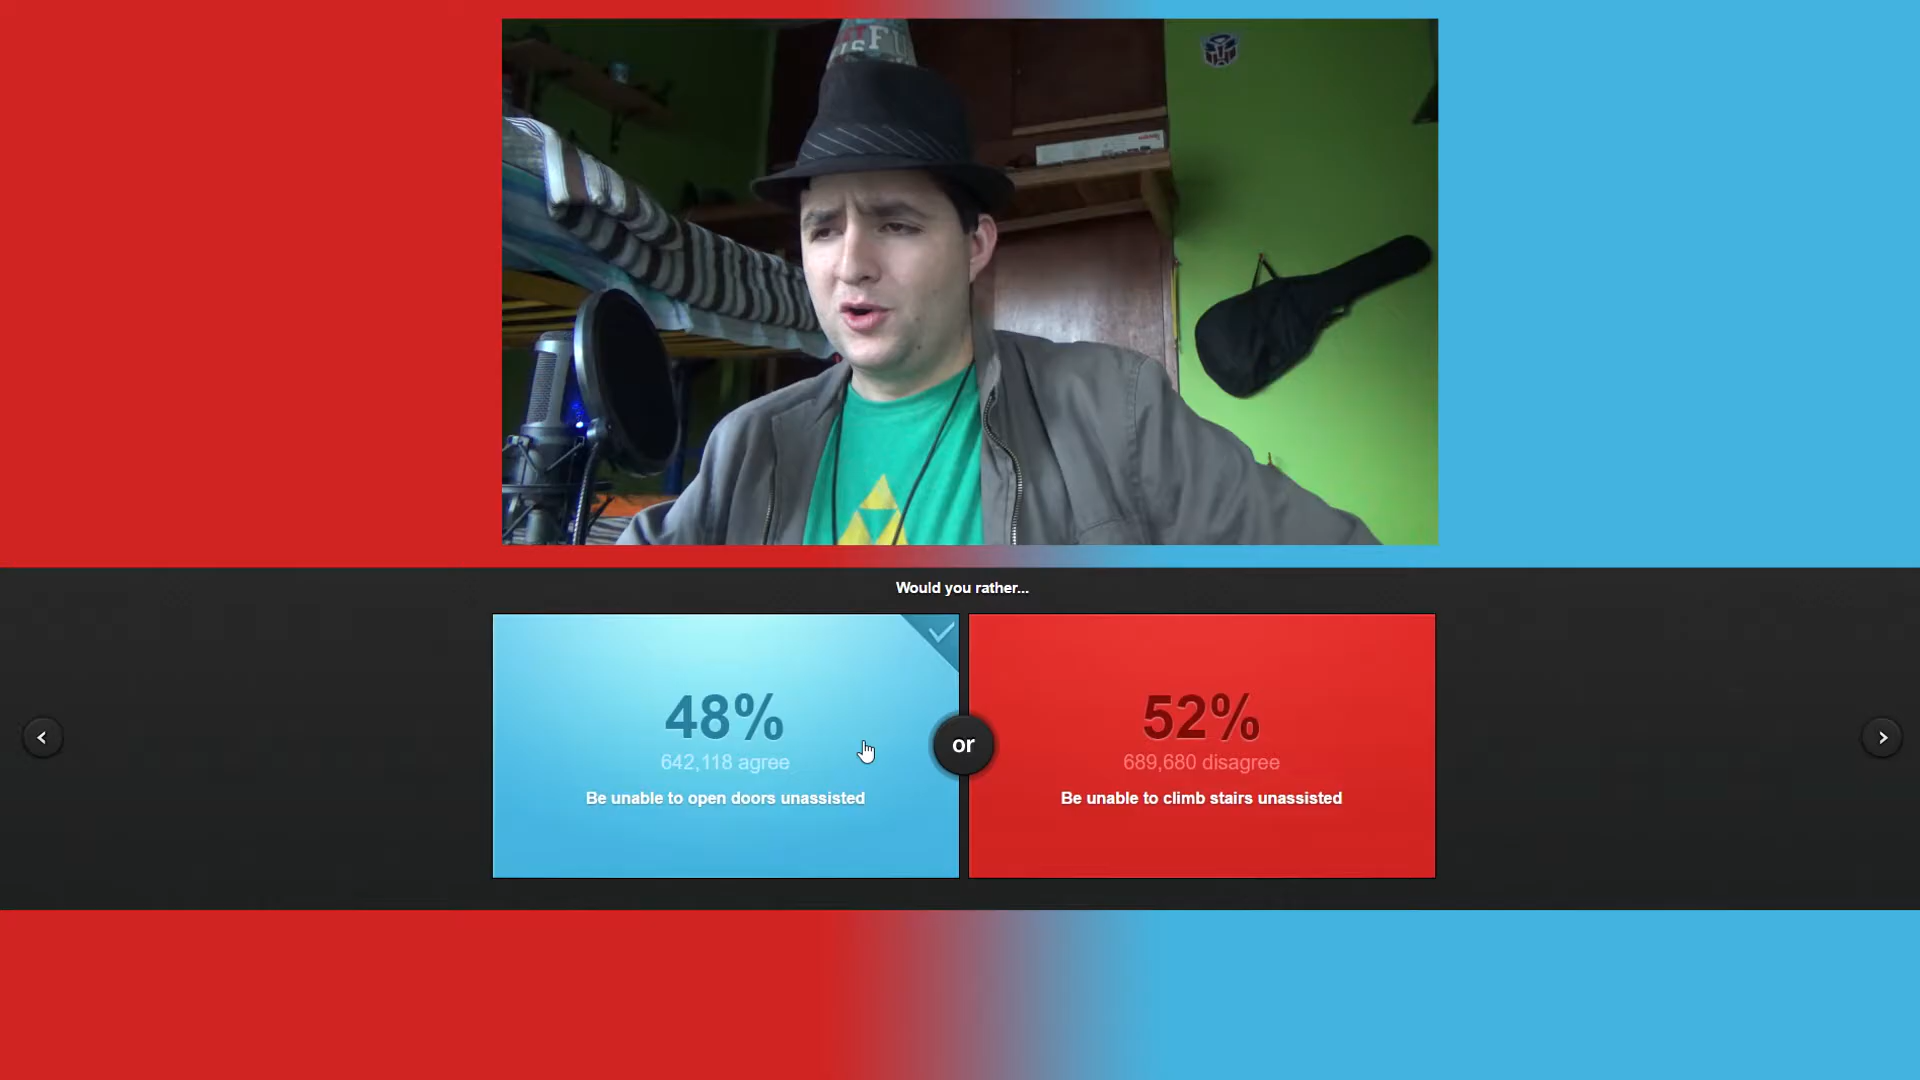 FU
Would you rather...
48%
642,118 agree
Be unable to open doors unassisted
or
52%
689,680 disagree
Be unable to climb stairs unassisted